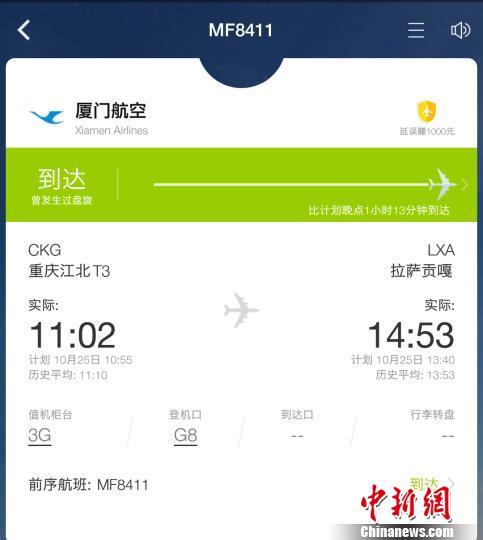 MF8411
厦门航空
Xiamen Airlines
延误赚1000元
到达
曾发生过盘旋
比计划晚点1小时13分钟到达
CKG
LXA
重庆江北T3
拉萨贡嘎
实际:
实际:
11:02
14:53
计划 10月25日 10:55
计划 10月25日 13:40
历史平均: 11:10
历史平均: 13:53
值机柜台
登机口
到达口
行李转盘
3G
G8
--
--
前序航班: MF8411
到达
中新网
Chinanews.com